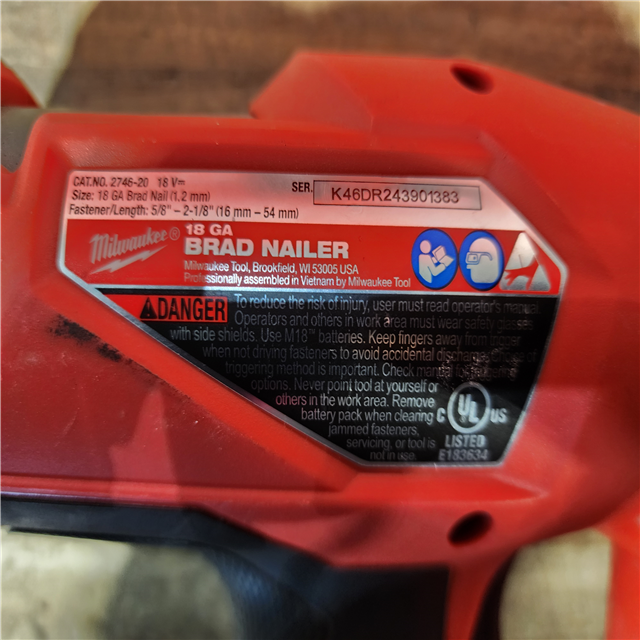 CAT.NO. 2746-20 18 V⎓
SER. K46DR243901383
Size: 18 GA Brad Nail (1.2 mm)
Fastener/Length: 5/8" – 2-1/8" (16 mm – 54 mm)
Milwaukee®
18 GA
BRAD NAILER
Milwaukee Tool, Brookfield, WI 53005 USA
Professionally assembled in Vietnam by Milwaukee Tool
DANGER
To reduce the risk of injury, user must read operator's manual.
Operators and others in work area must wear safety glasses
with side shields. Use M18™ batteries. Keep fingers away from trigger
when not driving fasteners to avoid accidental discharge. Choice of
triggering method is important. Check manual for triggering
options. Never point tool at yourself or
others in the work area. Remove
battery pack when clearing
jammed fasteners,
servicing, or tool is
not in use.
C UL US
LISTED
E183634